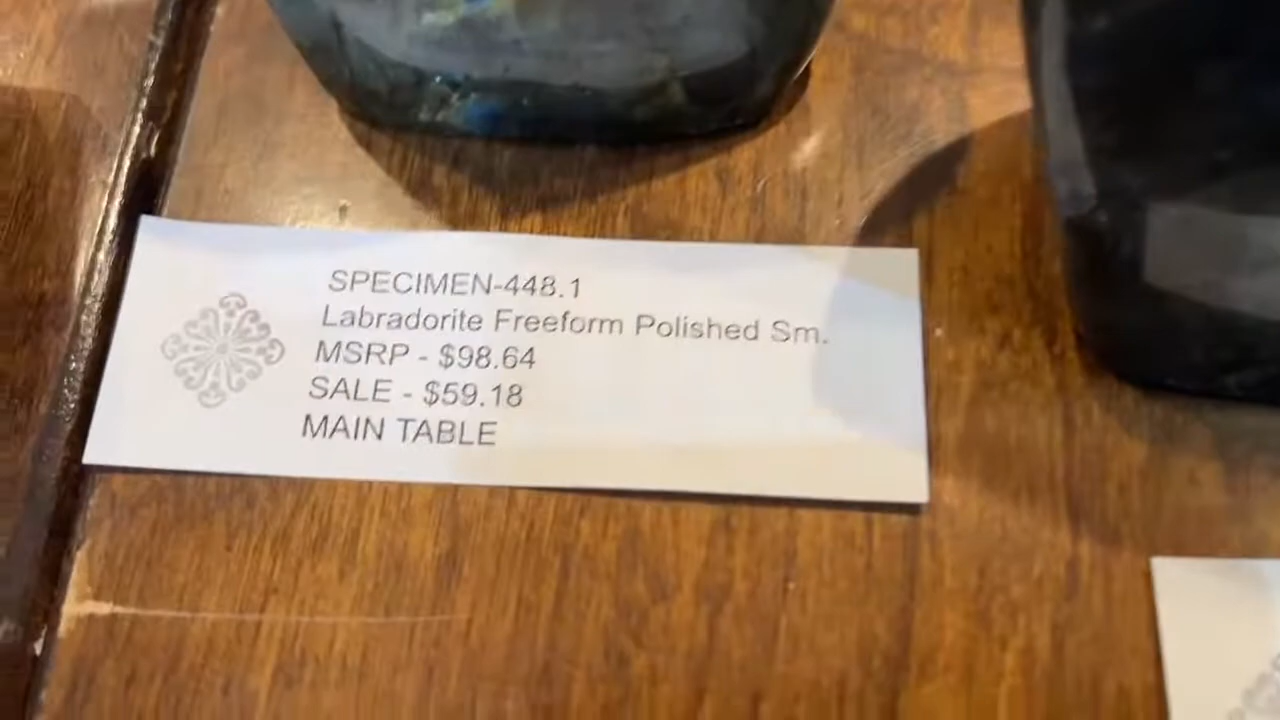 SPECIMEN-448.1
Labradorite Freeform Polished Sm.
MSRP - $98.64
SALE - $59.18
MAIN TABLE